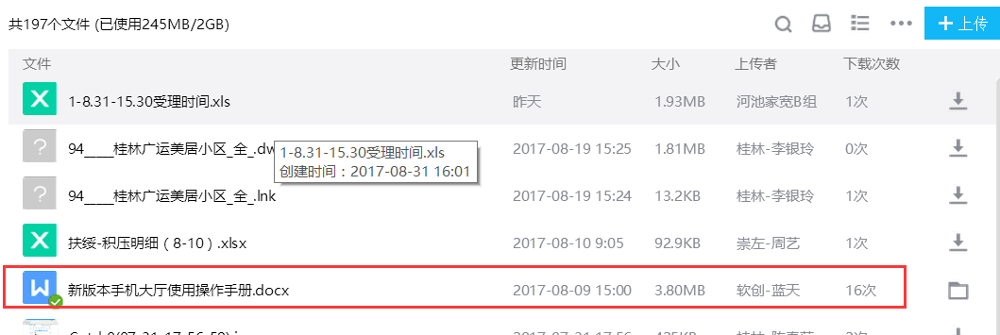 共197个文件 (已使用245MB/2GB)
上传
文件 更新时间 大小 上传者 下载次数
1-8.31-15.30受理时间.xls 昨天 1.93MB 河池家宽B组 1次
94____桂林广运美居小区_全_.dw 2017-08-19 15:25 1.81MB 桂林-李银玲 0次
1-8.31-15.30受理时间.xls
创建时间：2017-08-31 16:01
94____桂林广运美居小区_全_.lnk 2017-08-19 15:24 13.2KB 桂林-李银玲 1次
扶绥-积压明细（8-10）.xlsx 2017-08-10 9:05 92.9KB 崇左-周艺 1次
新版本手机大厅使用操作手册.docx 2017-08-09 15:00 3.80MB 软创-蓝天 16次